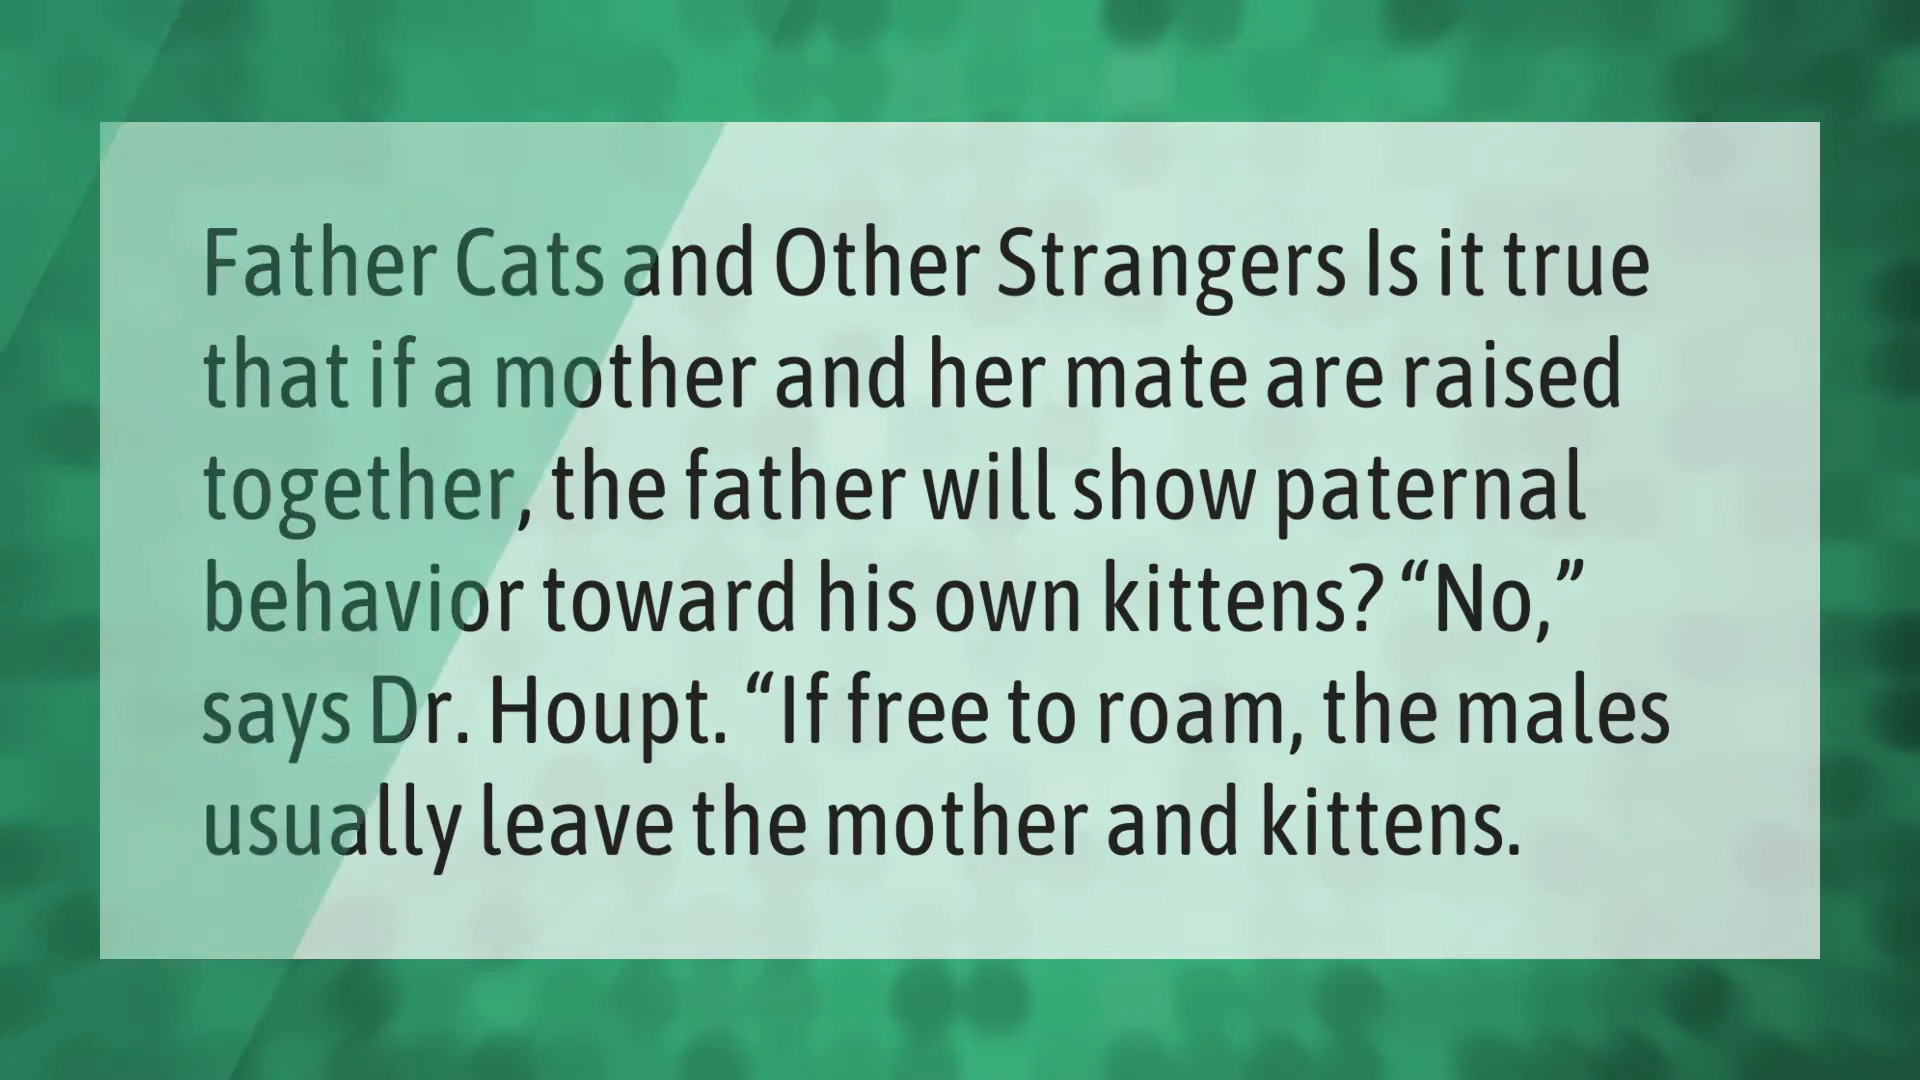 Father Cats and Other Strangers Is it true
that if a mother and her mate are raised
together, the father will show paternal
behavior toward his own kittens? “No,”
says Dr. Houpt. “If free to roam, the males
usually leave the mother and kittens.